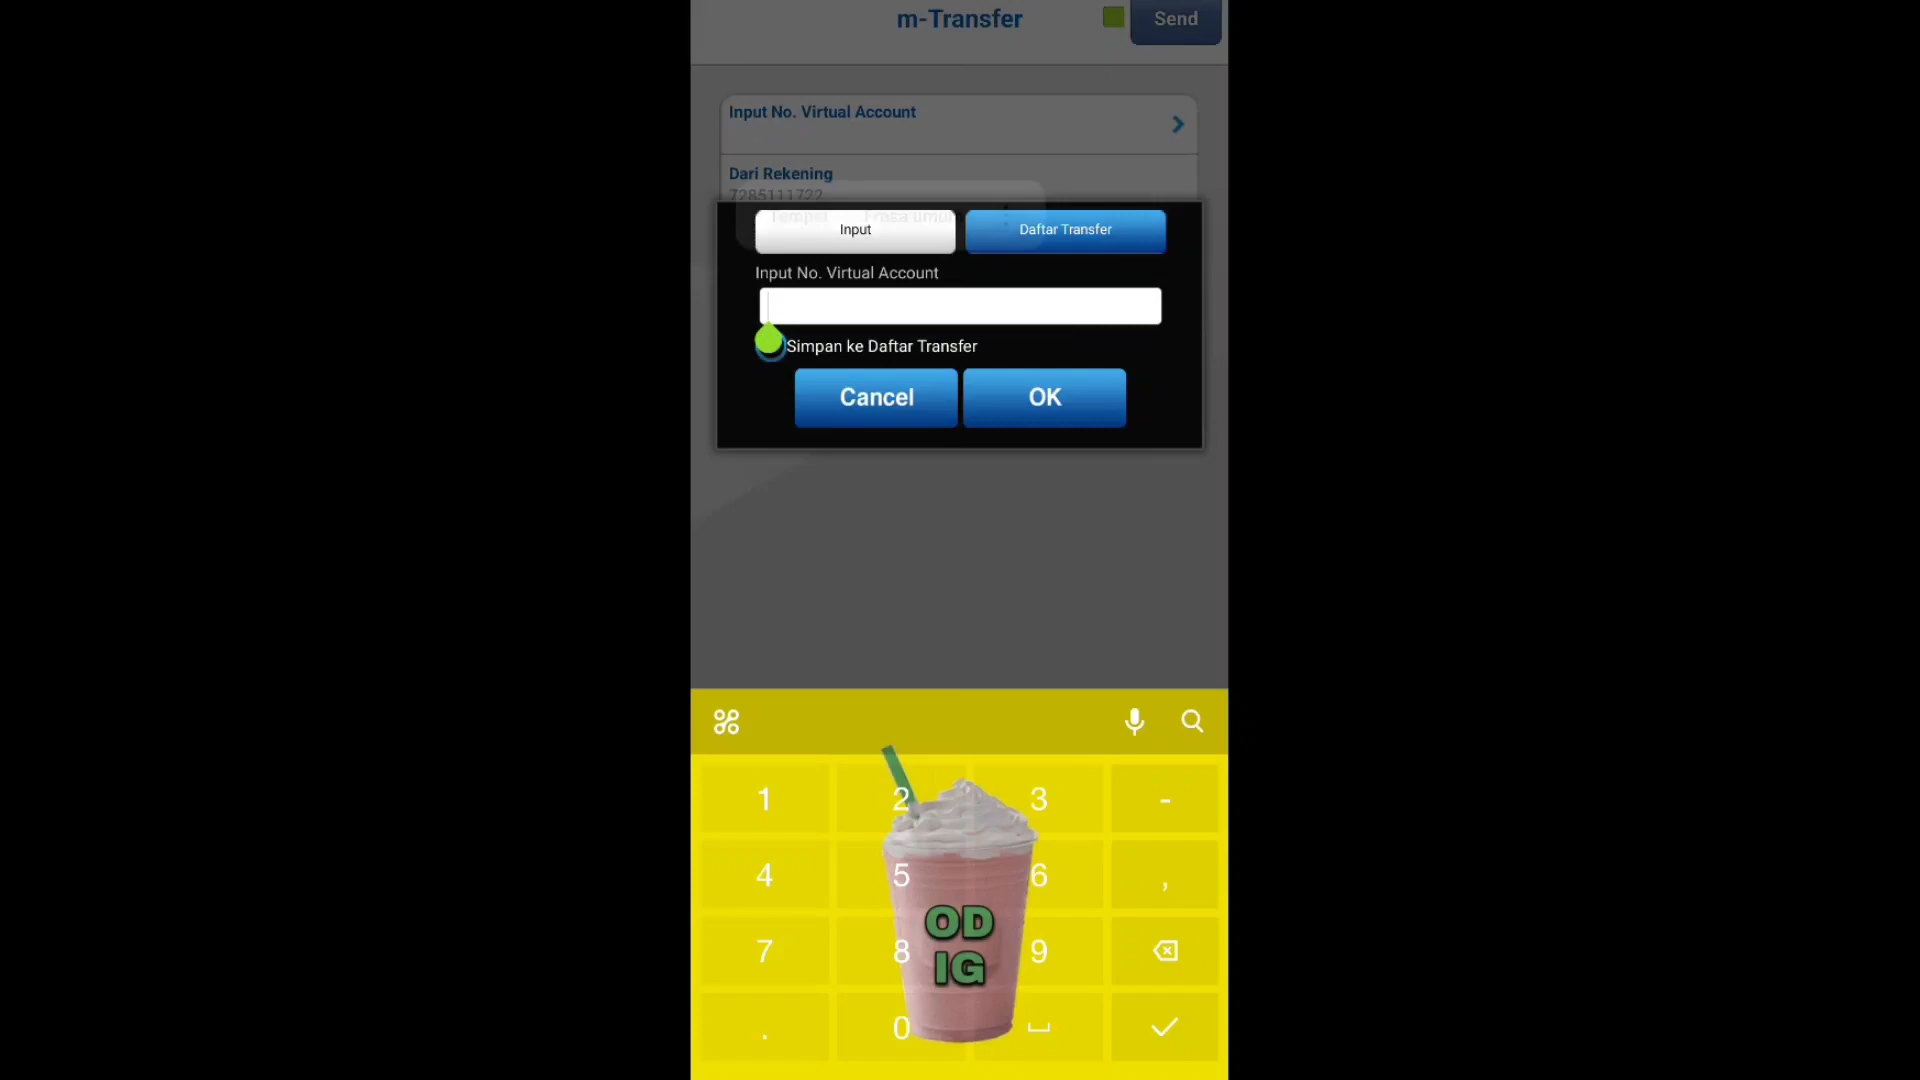 m-Transfer
Send
Input No. Virtual Account
Dari Rekening
7285111722
Tempel Frasa umum
Input
Daftar Transfer
Input No. Virtual Account
Simpan ke Daftar Transfer
Cancel
OK
1 2 3 -
4 5 6 ,
7 8 9
. 0
OD
IG